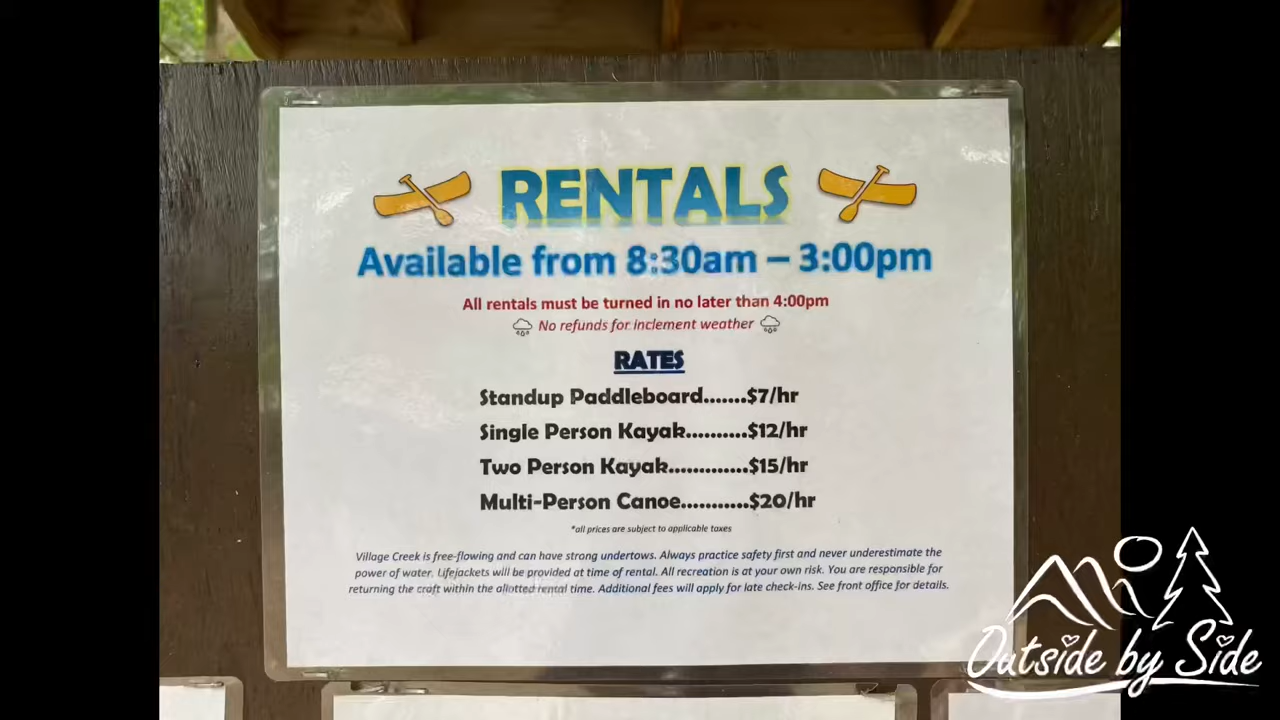 RENTALS
Available from 8:30am – 3:00pm
All rentals must be turned in no later than 4:00pm
No refunds for inclement weather
RATES
Standup Paddleboard.......$7/hr
Single Person Kayak..........$12/hr
Two Person Kayak.............$15/hr
Multi-Person Canoe...........$20/hr
*all prices are subject to applicable taxes
Village Creek is free-flowing and can have strong undertows. Always practice safety first and never underestimate the
power of water. Lifejackets will be provided at time of rental. All recreation is at your own risk. You are responsible for
returning the craft within the allotted rental time. Additional fees will apply for late check-ins. See front office for details.
Outside by Side